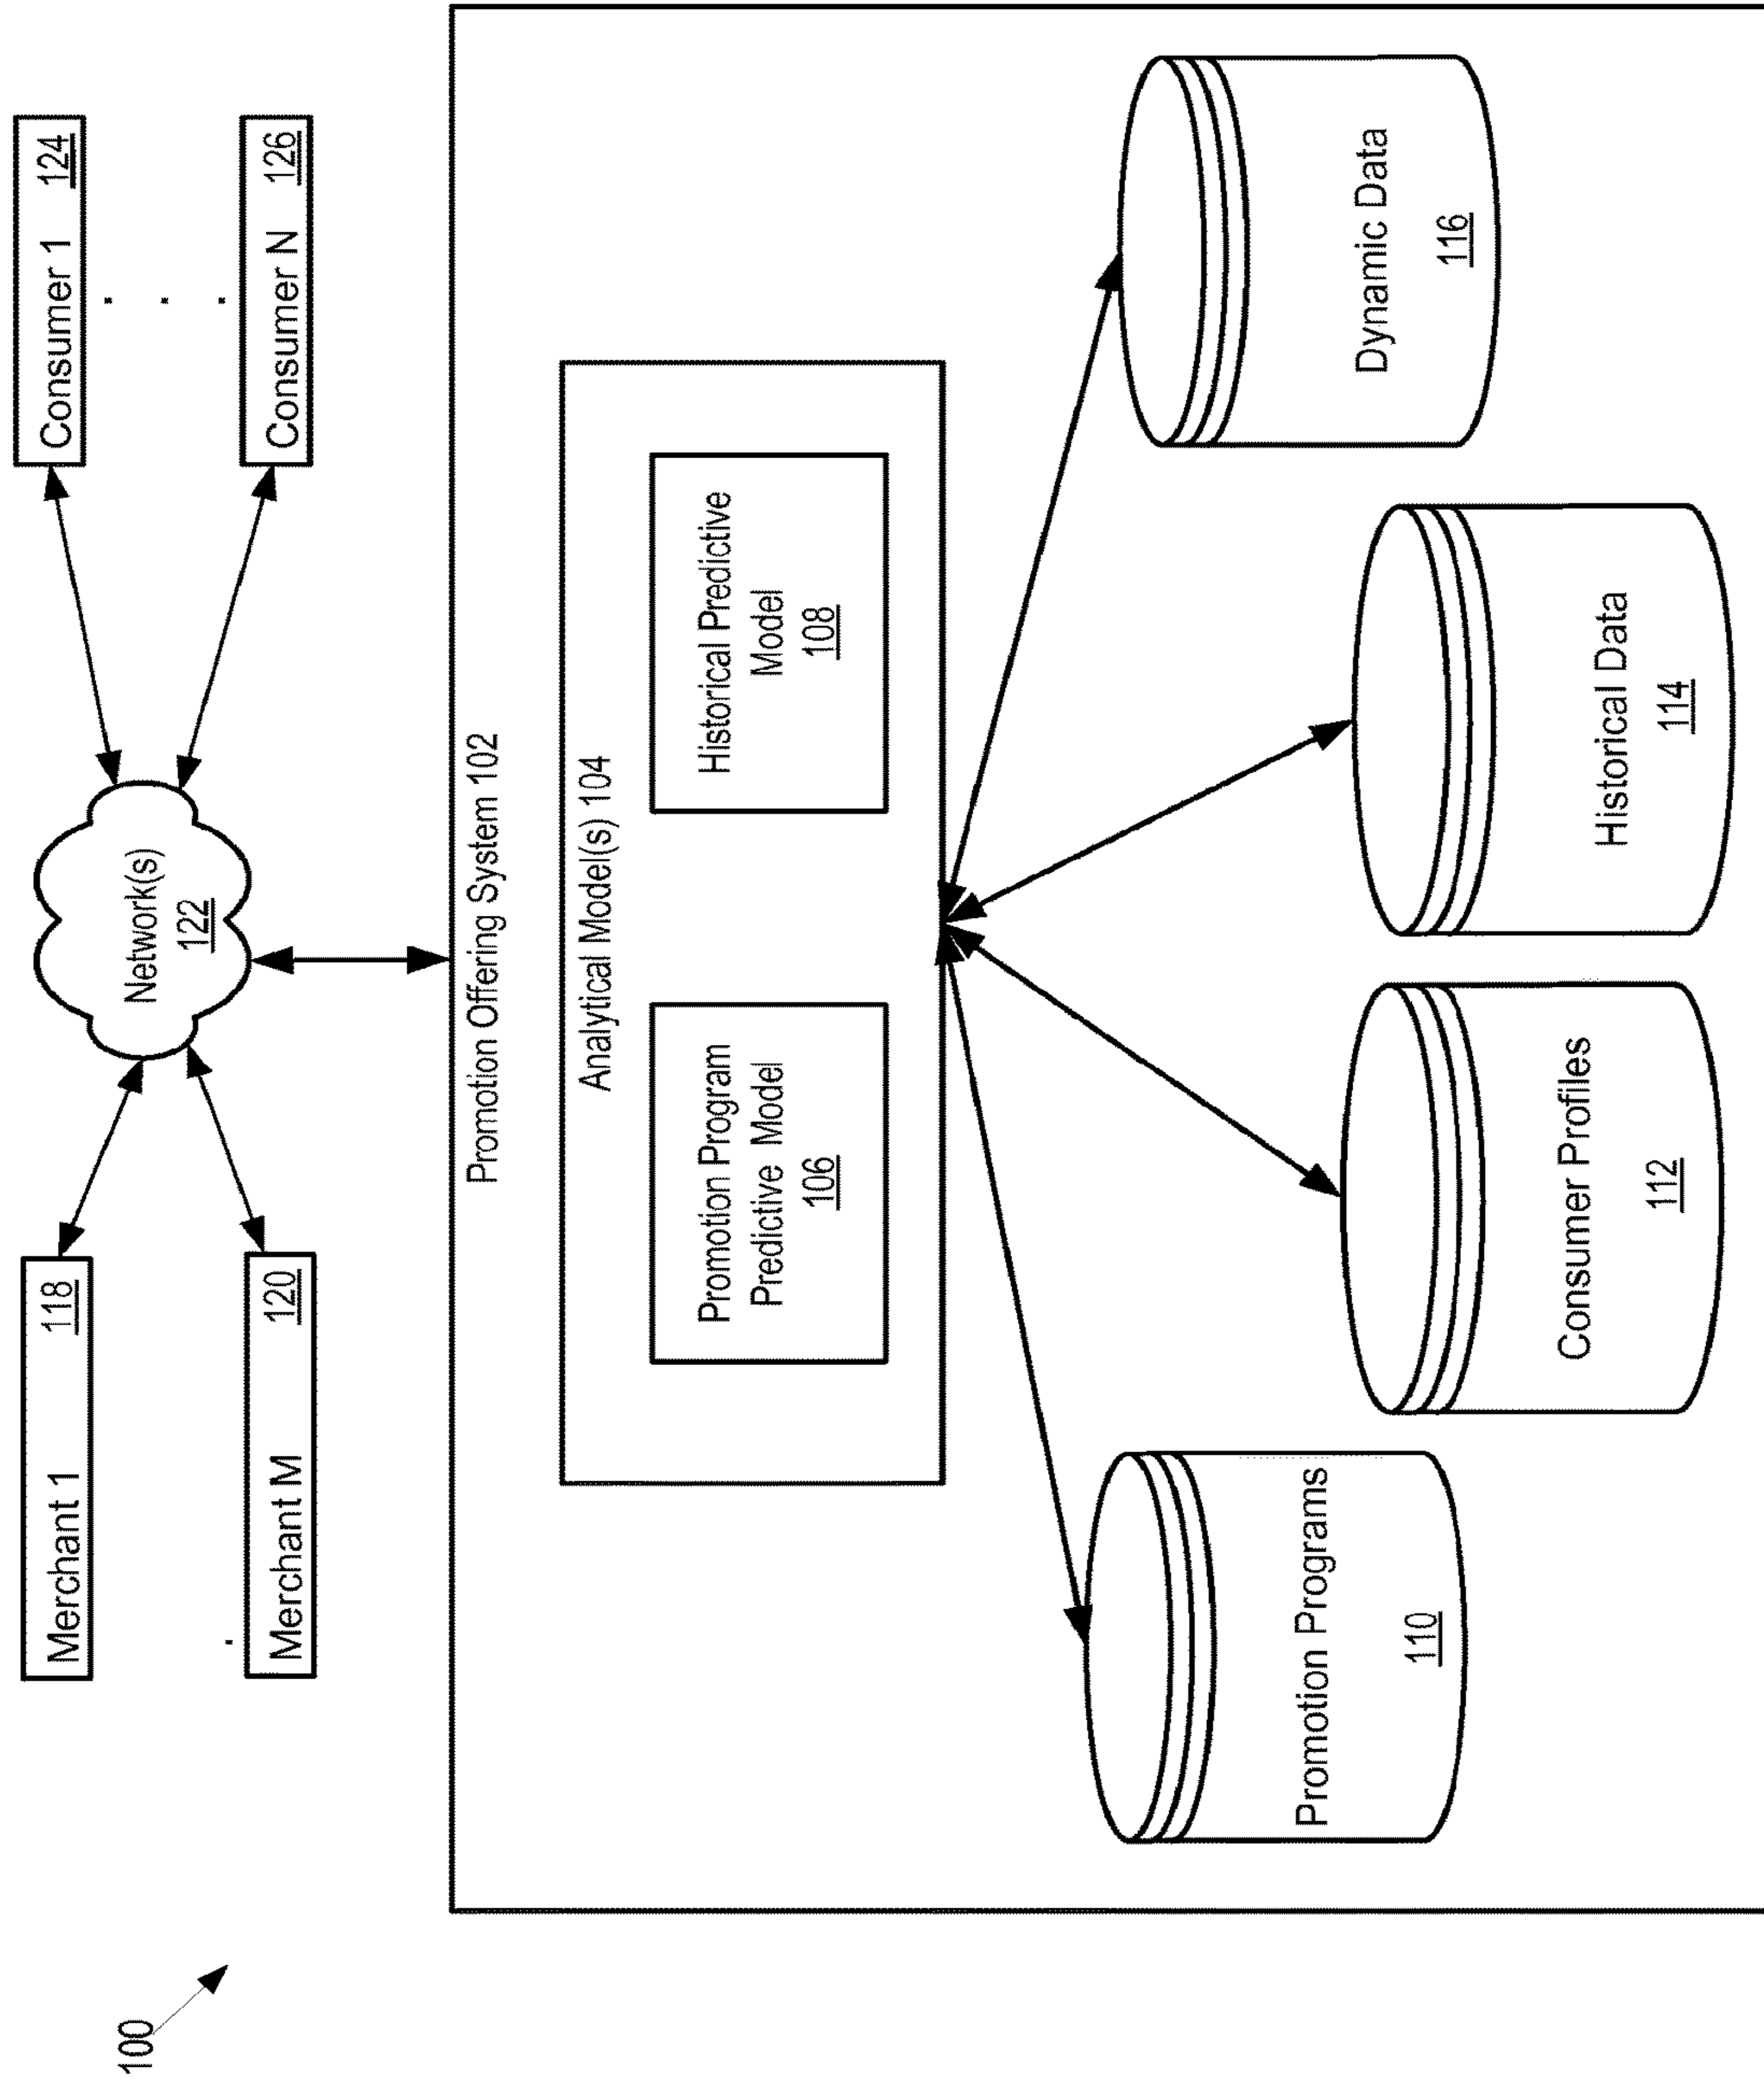 100
Merchant 1 118
Merchant M 120
Network(s)
122
Consumer 1 124
Consumer N 126
Promotion Offering System 102
Analytical Model(s) 104
Promotion Program
Predictive Model
106
Historical Predictive
Model
108
Promotion Programs
110
Consumer Profiles
112
Historical Data
114
Dynamic Data
116